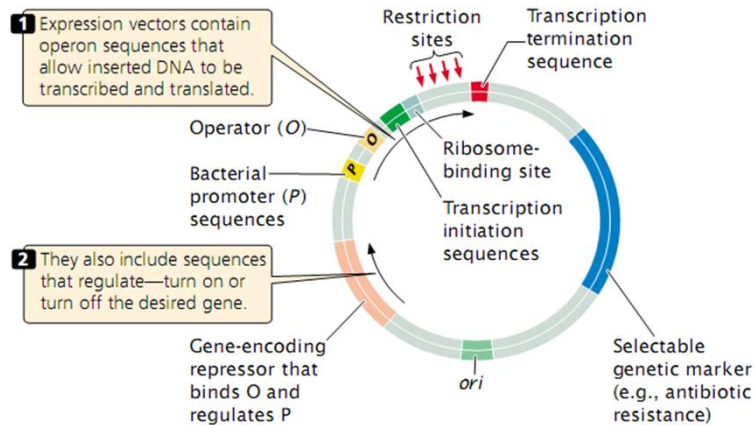 1 Expression vectors contain
operon sequences that
allow inserted DNA to be
transcribed and translated.
Restriction
sites
Transcription
termination
sequence
Operator (O)
O
P
Bacterial
promoter (P)
sequences
Ribosome-
binding site
Transcription
initiation
sequences
2 They also include sequences
that regulate—turn on or
turn off the desired gene.
Gene-encoding
repressor that
binds O and
regulates P
ori
Selectable
genetic marker
(e.g., antibiotic
resistance)